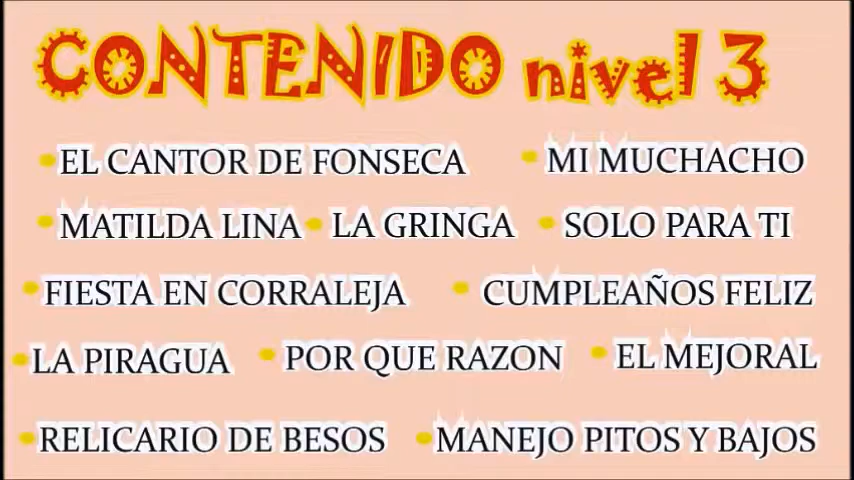 CONTENIDO nivel 3
• EL CANTOR DE FONSECA • MI MUCHACHO
• MATILDA LINA • LA GRINGA • SOLO PARA TI
• FIESTA EN CORRALEJA • CUMPLEAÑOS FELIZ
• LA PIRAGUA • POR QUE RAZON • EL MEJORAL
• RELICARIO DE BESOS • MANEJO PITOS Y BAJOS